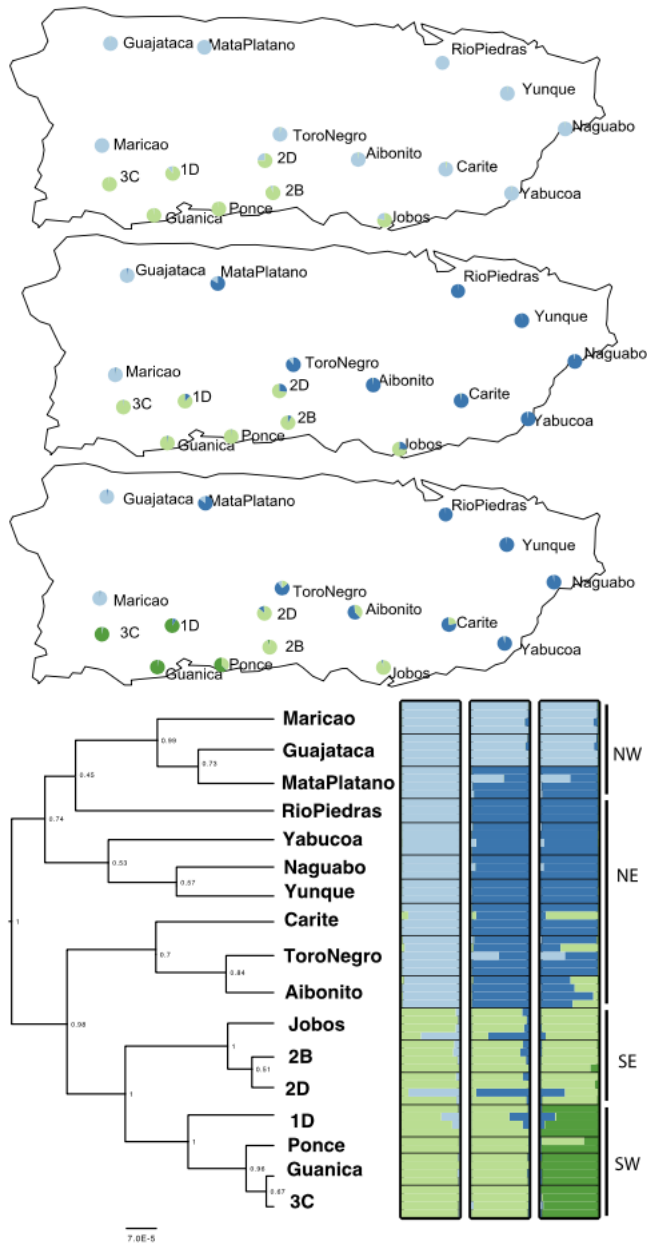 Guajataca
MataPlatano
RioPiedras
Yunque
Naguabo
ToroNegro
Maricao
Aibonito
2D
1D
Carite
3C
2B
Yabucoa
Ponce
Guanica
Jobos
Guajataca
MataPlatano
RioPiedras
Yunque
Naguabo
ToroNegro
Maricao
Aibonito
2D
1D
Carite
3C
2B
Yabucoa
Ponce
Guanica
Jobos
Guajataca
MataPlatano
RioPiedras
Yunque
Naguabo
ToroNegro
Maricao
Aibonito
2D
1D
Carite
3C
2B
Yabucoa
Ponce
Guanica
Jobos
Maricao
0.99
Guajataca
NW
0.73
MataPlatano
0.45
RioPiedras
0.74
Yabucoa
0.53
Naguabo
NE
0.57
Yunque
1
Carite
0.7
ToroNegro
0.84
Aibonito
0.98
Jobos
1
2B
SE
0.51
2D
1
1D
1
Ponce
0.98
Guanica
SW
0.67
3C
7.0E-5